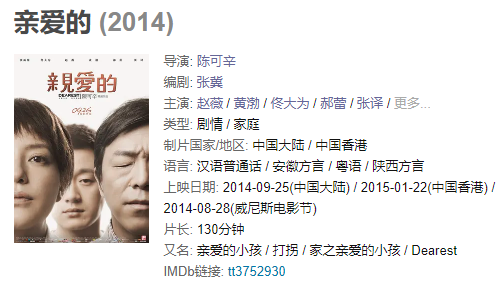 亲爱的 (2014)
親愛的
DEAREST
0926
导演: 陈可辛
编剧: 张冀
主演: 赵薇 / 黄渤 / 佟大为 / 郝蕾 / 张译 / 更多...
类型: 剧情 / 家庭
制片国家/地区: 中国大陆 / 中国香港
语言: 汉语普通话 / 安徽方言 / 粤语 / 陕西方言
上映日期: 2014-09-25(中国大陆) / 2015-01-22(中国香港) /
2014-08-28(威尼斯电影节)
片长: 130分钟
又名: 亲爱的小孩 / 打拐 / 家之亲爱的小孩 / Dearest
IMDb链接: tt3752930